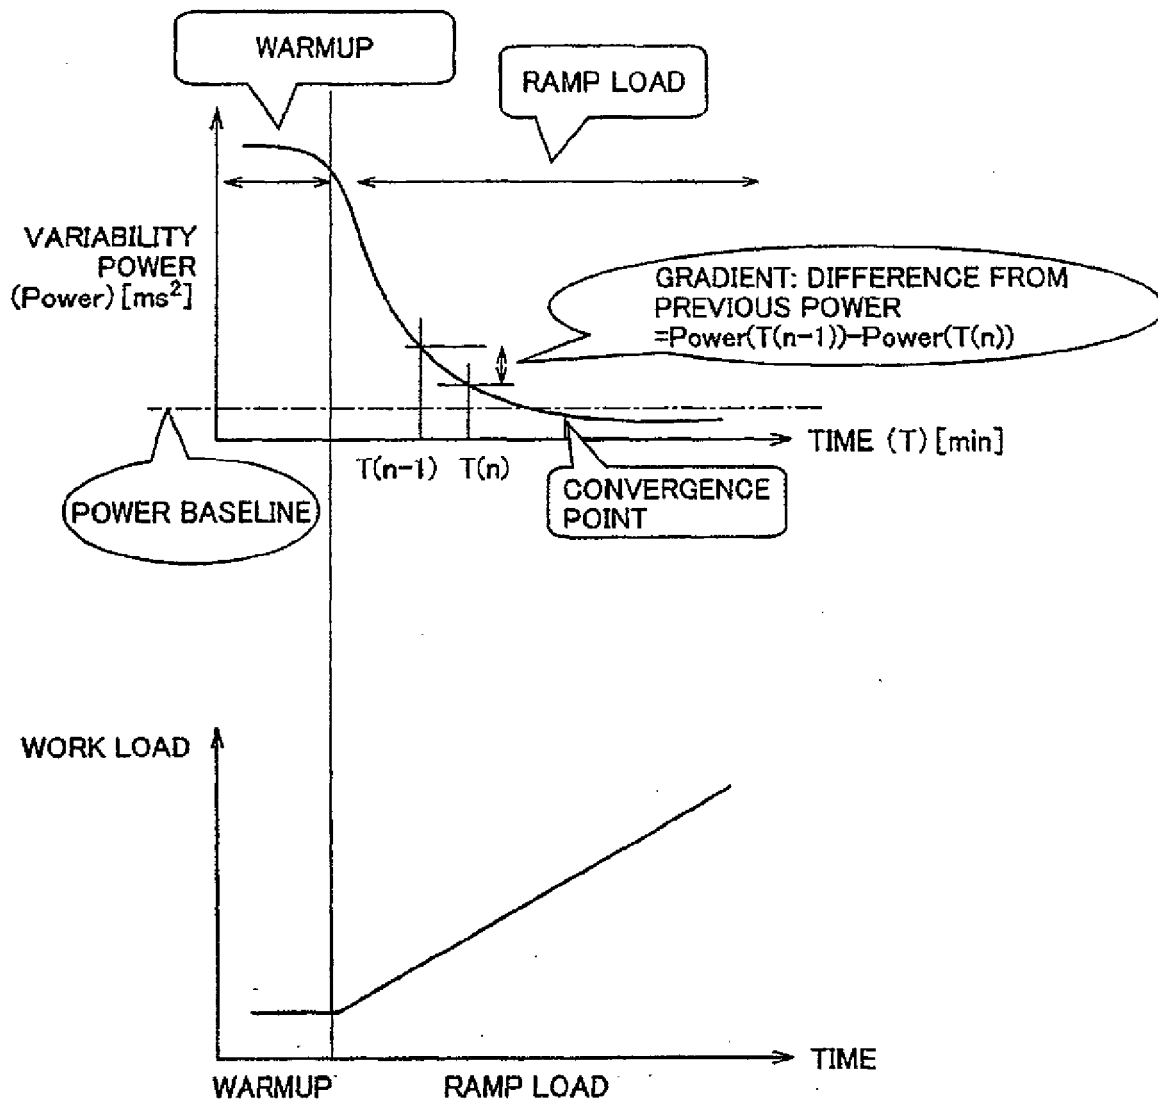 WARMUP
RAMP LOAD
VARIABILITY
POWER
(Power) [ms²]
GRADIENT: DIFFERENCE FROM
PREVIOUS POWER
=Power(T(n-1))-Power(T(n))
TIME (T) [min]
T(n-1) T(n)
POWER BASELINE
CONVERGENCE
POINT
WORK LOAD
TIME
WARMUP RAMP LOAD